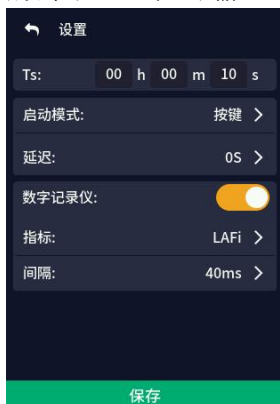 设置
Ts: 00 h 00 m 10 s
启动模式: 按键
延迟: 0S
数字记录仪:
指标: LAFi
间隔: 40ms
保存